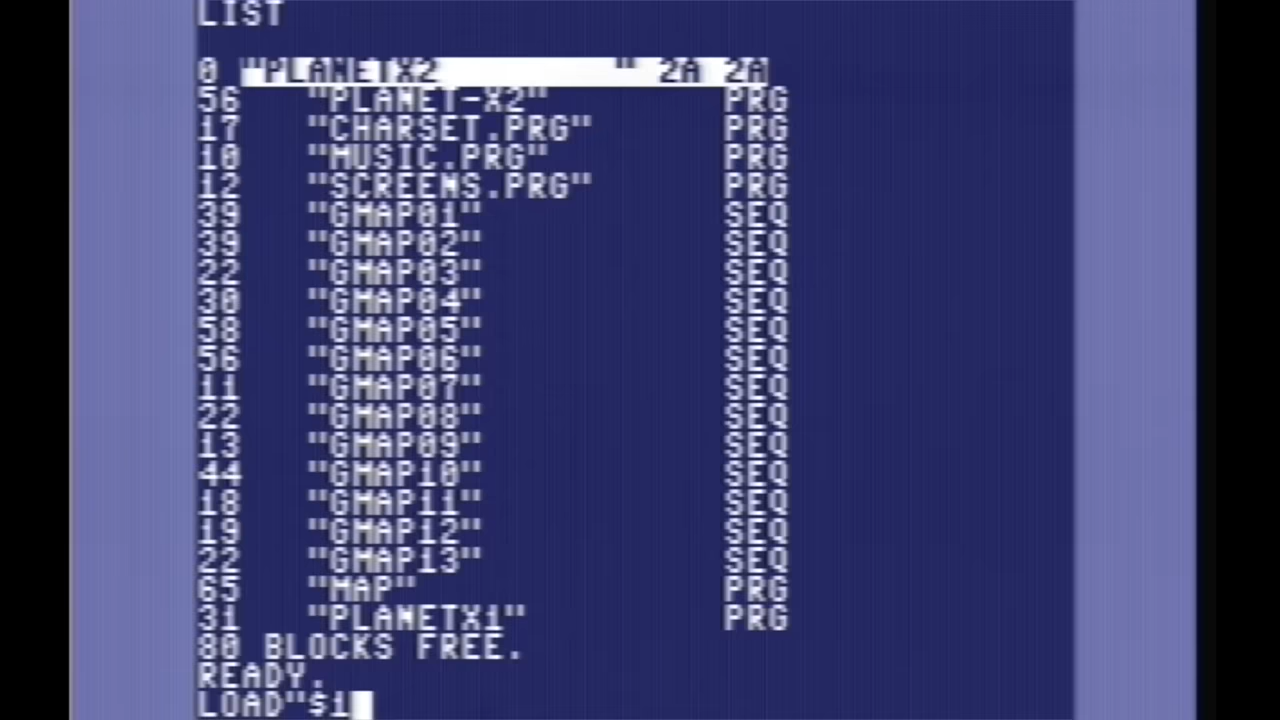 LIST
0 "PLANETX2        " 2A 2A
56   "PLANET-X2"        PRG
17   "CHARSET.PRG"      PRG
10   "MUSIC.PRG"        PRG
12   "SCREENS.PRG"      PRG
39   "GMAP01"           SEQ
39   "GMAP02"           SEQ
22   "GMAP03"           SEQ
30   "GMAP04"           SEQ
58   "GMAP05"           SEQ
56   "GMAP06"           SEQ
11   "GMAP07"           SEQ
22   "GMAP08"           SEQ
13   "GMAP09"           SEQ
44   "GMAP10"           SEQ
18   "GMAP11"           SEQ
19   "GMAP12"           SEQ
22   "GMAP13"           SEQ
65   "MAP"              PRG
31   "PLANETX1"         PRG
80 BLOCKS FREE.
READY.
LOAD"$1